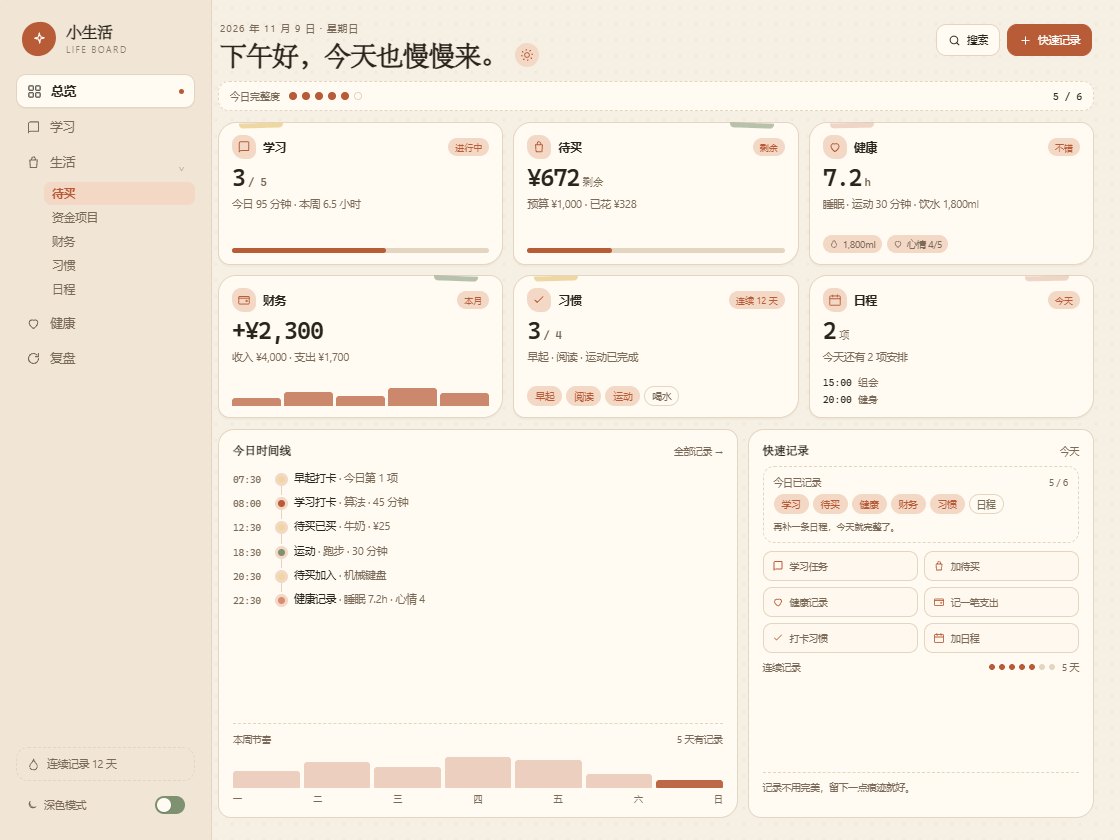 小生活
LIFE BOARD
总览
学习
生活
待买
资金项目
财务
习惯
日程
健康
复盘
连续记录 12 天
深色模式
2026 年 11 月 9 日 · 星期日
下午好，今天也慢慢来。
搜索
快速记录
今日完整度
5 / 6
学习
进行中
3 / 5
今日 95 分钟 · 本周 6.5 小时
待买
剩余
¥672 剩余
预算 ¥1,000 · 已花 ¥328
健康
不错
7.2 h
睡眠 · 运动 30 分钟 · 饮水 1,800ml
1,800ml
心情 4/5
财务
本月
+¥2,300
收入 ¥4,000 · 支出 ¥1,700
习惯
连续 12 天
3 / 4
早起 · 阅读 · 运动已完成
早起
阅读
运动
喝水
日程
今天
2 项
今天还有 2 项安排
15:00 组会
20:00 健身
今日时间线
全部记录 →
07:30 早起打卡 · 今日第 1 项
08:00 学习打卡 · 算法 · 45 分钟
12:30 待买已买 · 牛奶 · ¥25
18:30 运动 · 跑步 · 30 分钟
20:30 待买加入 · 机械键盘
22:30 健康记录 · 睡眠 7.2h · 心情 4
本周节奏
5 天有记录
一 二 三 四 五 六 日
快速记录
今天
今日已记录
5 / 6
学习
待买
健康
财务
习惯
日程
再补一条日程，今天就完整了。
学习任务
加待买
健康记录
记一笔支出
打卡习惯
加日程
连续记录
5 天
记录不用完美，留下一点痕迹就好。